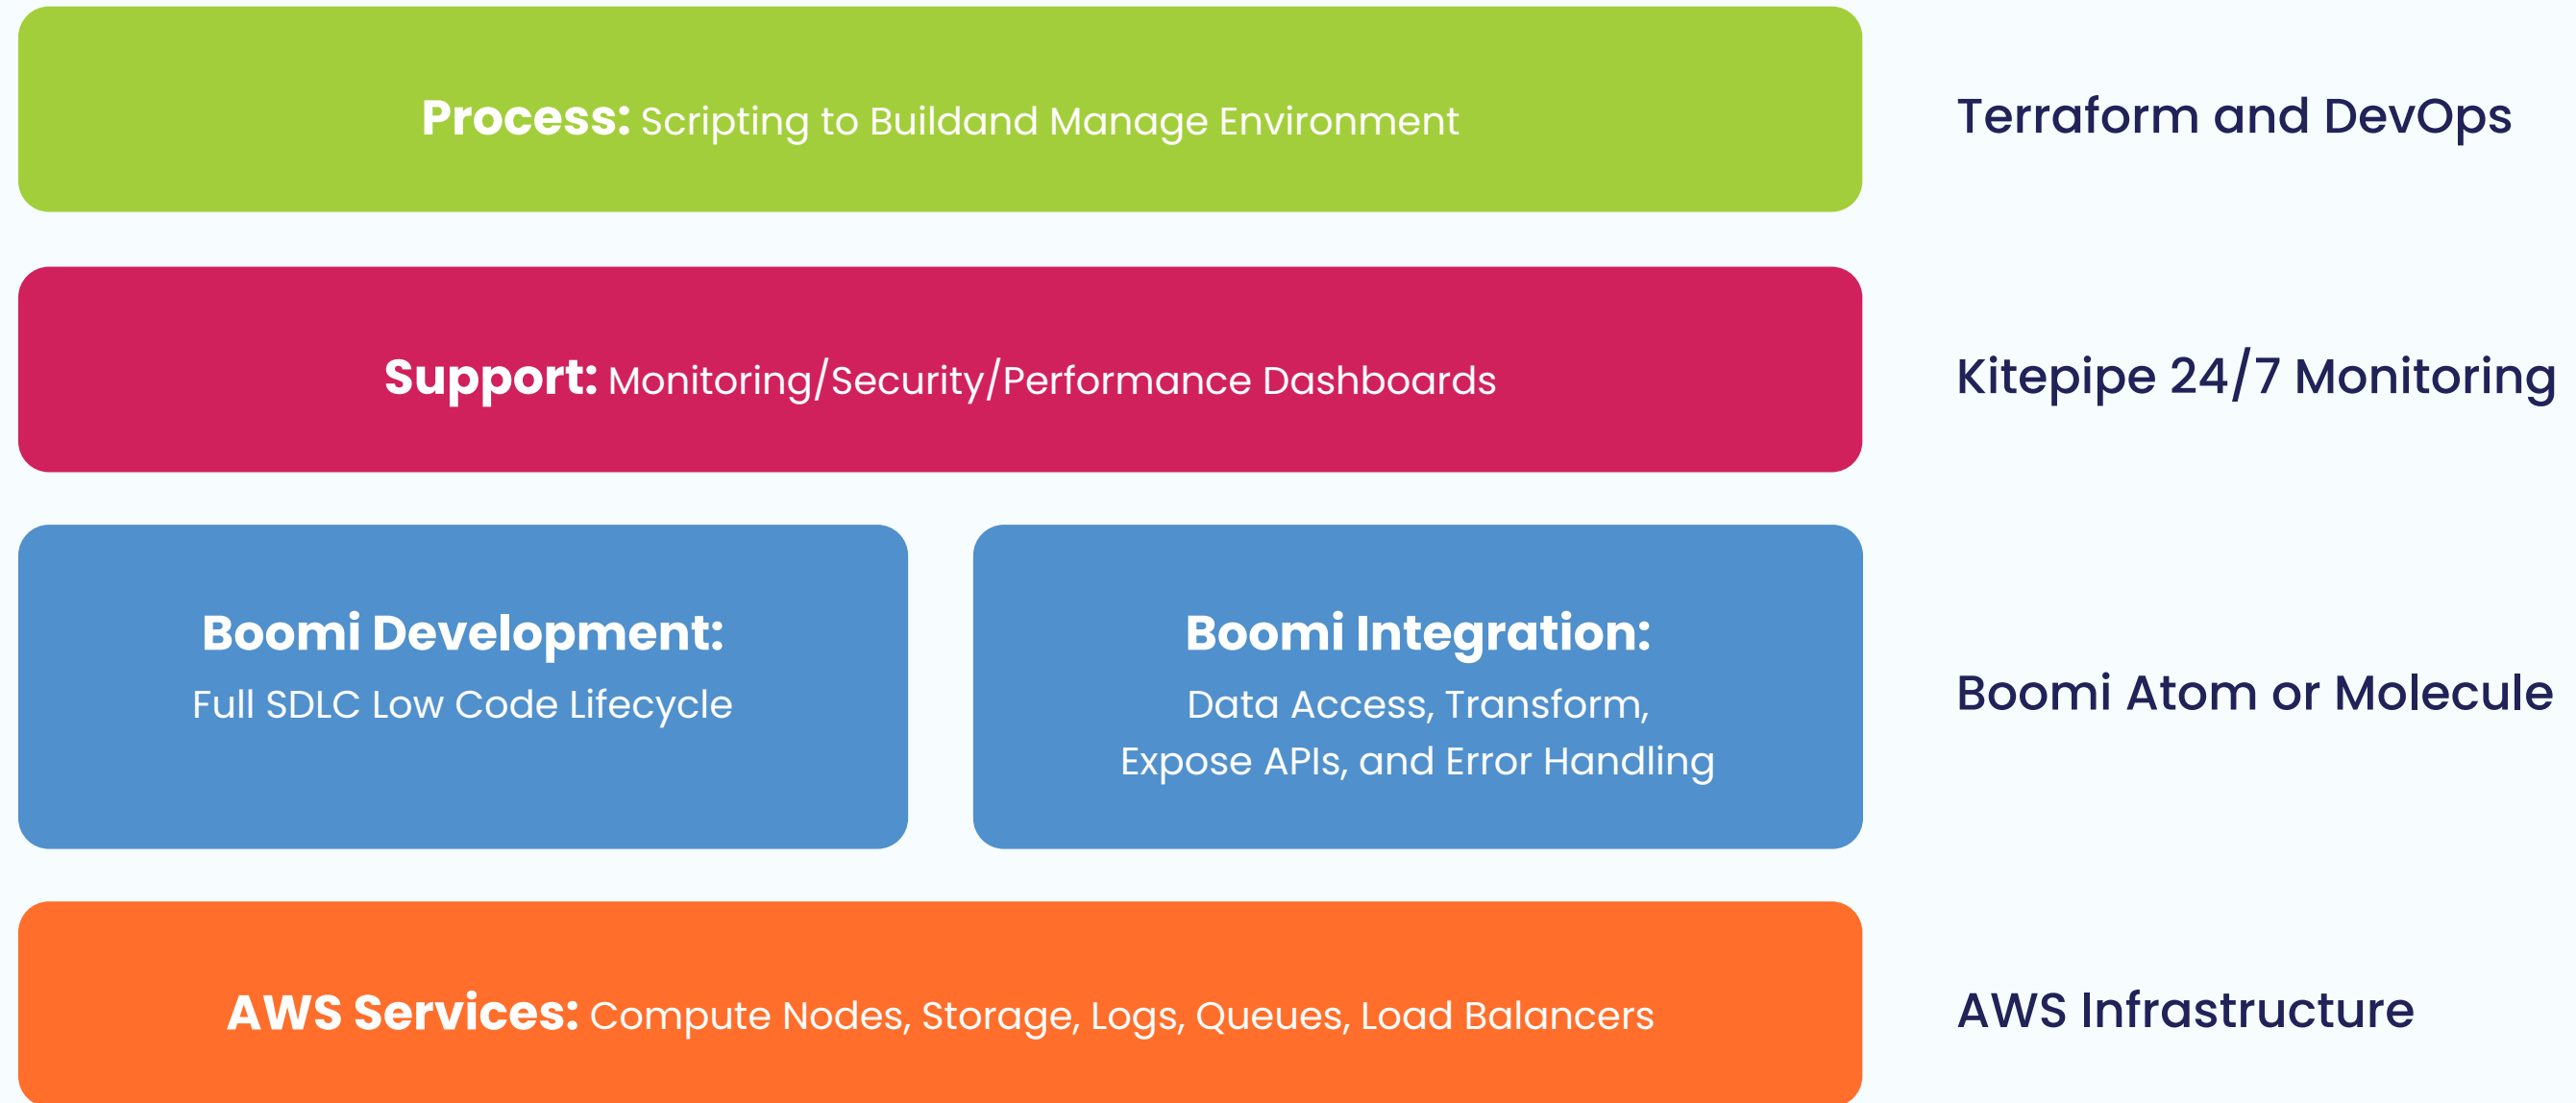 Process: Scripting to Buildand Manage Environment
Terraform and DevOps
Support: Monitoring/Security/Performance Dashboards
Kitepipe 24/7 Monitoring
Boomi Development:
Full SDLC Low Code Lifecycle
Boomi Integration:
Data Access, Transform,
Expose APIs, and Error Handling
Boomi Atom or Molecule
AWS Services: Compute Nodes, Storage, Logs, Queues, Load Balancers
AWS Infrastructure